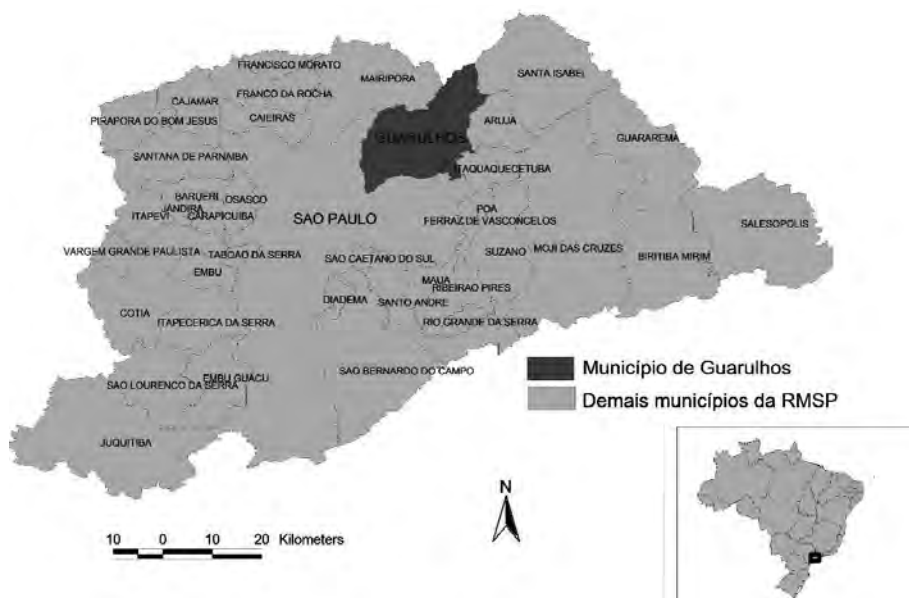 FRANCISCO MORATO
MAIRIPORA
SANTA ISABEL
CAJAMAR
FRANCO DA ROCHA
PIRAPORA DO BOM JESUS
CAIEIRAS
ARUJA
GUARULHOS
GUARAREMA
SANTANA DE PARNAIBA
ITAQUAQUECETUBA
BARUERI
OSASCO
JANDIRA
ITAPEVI
CARAPICUIBA
SAO PAULO
POA
FERRAZ DE VASCONCELOS
SALESOPOLIS
VARGEM GRANDE PAULISTA
TABOAO DA SERRA
SAO CAETANO DO SUL
SUZANO
MOJI DAS CRUZES
BIRITIBA MIRIM
EMBU
MAUA
RIBEIRAO PIRES
DIADEMA
SANTO ANDRE
COTIA
ITAPECERICA DA SERRA
RIO GRANDE DA SERRA
SAO LOURENCO DA SERRA
EMBU GUACU
SAO BERNARDO DO CAMPO
JUQUITIBA
Município de Guarulhos
Demais municípios da RMSP
N
10 0 10 20 Kilometers